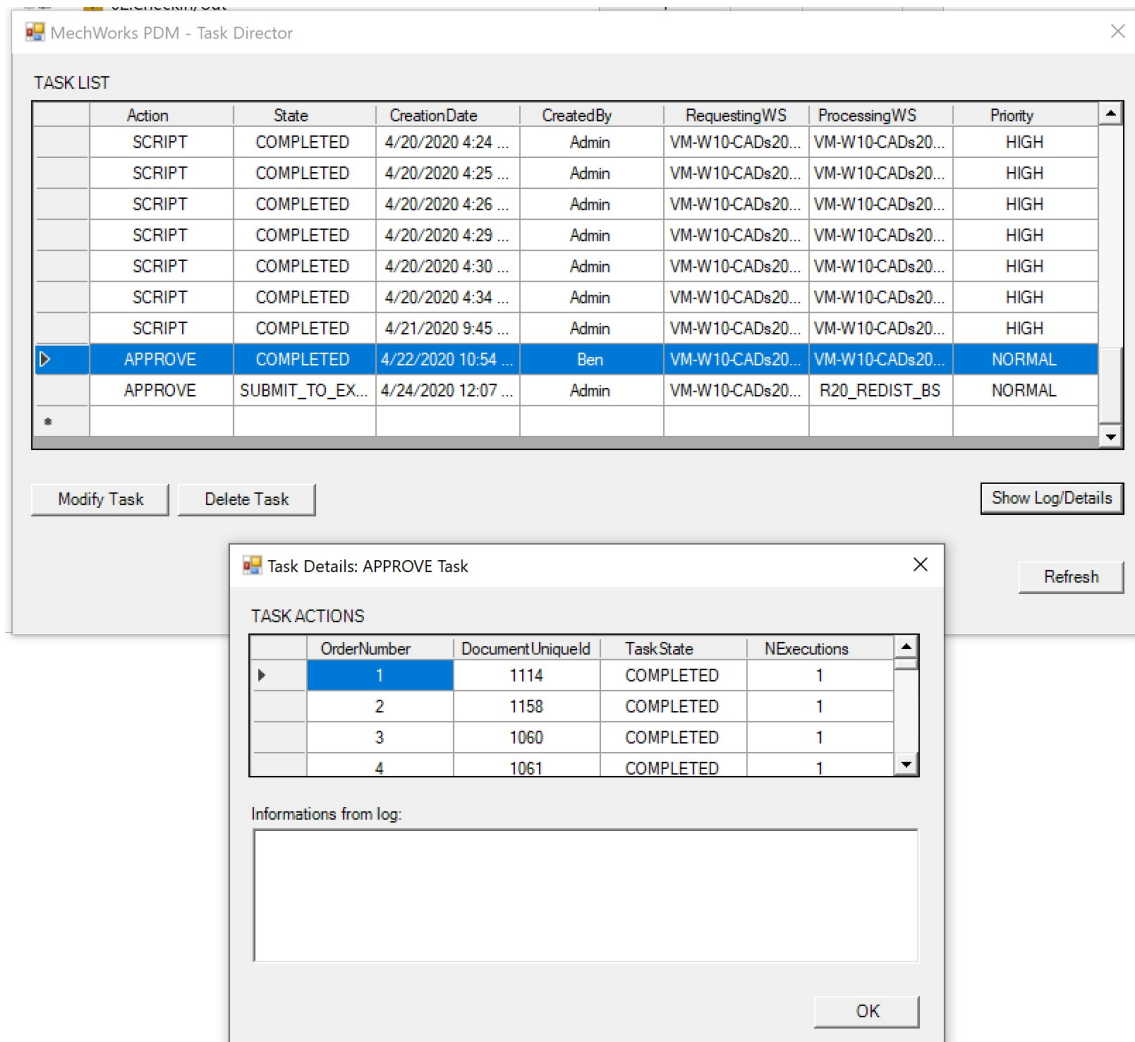 MechWorks PDM - Task Director
TASK LIST
Action State CreationDate CreatedBy RequestingWS ProcessingWS Priority
SCRIPT COMPLETED 4/20/2020 4:24 ... Admin VM-W10-CADs20... VM-W10-CADs20... HIGH
SCRIPT COMPLETED 4/20/2020 4:25 ... Admin VM-W10-CADs20... VM-W10-CADs20... HIGH
SCRIPT COMPLETED 4/20/2020 4:26 ... Admin VM-W10-CADs20... VM-W10-CADs20... HIGH
SCRIPT COMPLETED 4/20/2020 4:29 ... Admin VM-W10-CADs20... VM-W10-CADs20... HIGH
SCRIPT COMPLETED 4/20/2020 4:30 ... Admin VM-W10-CADs20... VM-W10-CADs20... HIGH
SCRIPT COMPLETED 4/20/2020 4:34 ... Admin VM-W10-CADs20... VM-W10-CADs20... HIGH
SCRIPT COMPLETED 4/21/2020 9:45 ... Admin VM-W10-CADs20... VM-W10-CADs20... HIGH
APPROVE COMPLETED 4/22/2020 10:54 ... Ben VM-W10-CADs20... VM-W10-CADs20... NORMAL
APPROVE SUBMIT_TO_EX... 4/24/2020 12:07 ... Admin VM-W10-CADs20... R20_REDIST_BS NORMAL
*
Modify Task Delete Task Show Log/Details
Refresh
Task Details: APPROVE Task
TASK ACTIONS
OrderNumber DocumentUniqueId TaskState NExecutions
1 1114 COMPLETED 1
2 1158 COMPLETED 1
3 1060 COMPLETED 1
4 1061 COMPLETED 1
Informations from log:
OK